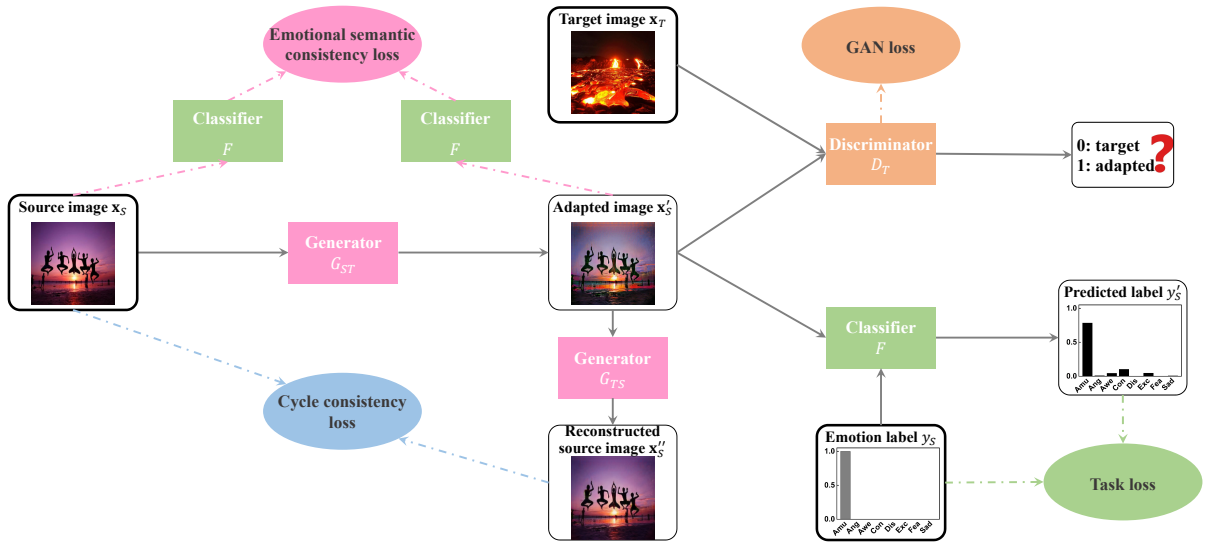 Emotional semantic
consistency loss
Target image x_T
GAN loss
Classifier
F
Classifier
F
Discriminator
D_T
0: target
1: adapted
?
Source image x_S
Generator
G_ST
Adapted image x′_S
Predicted label y′_S
1.0
0.5
0.0
Amu Ang Awe Con Dis Exc Fea Sad
Classifier
F
Generator
G_TS
Cycle consistency
loss
Reconstructed
source image x″_S
Emotion label y_S
1.0
0.5
0.0
Amu Ang Awe Con Dis Exc Fea Sad
Task loss